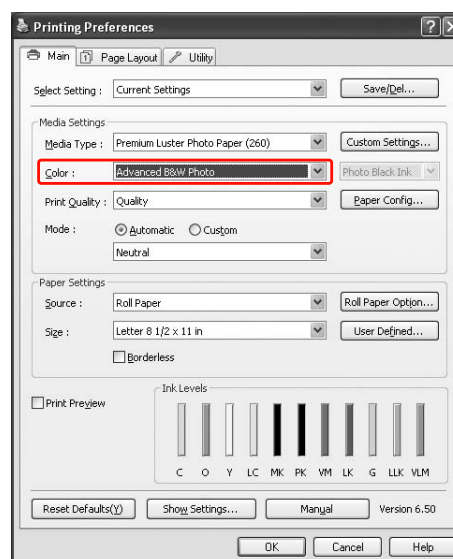 Printing Preferences
Main Page Layout Utility
Select Setting : Current Settings Save/Del...
Media Settings
Media Type : Premium Luster Photo Paper (260) Custom Settings...
Color : Advanced B&W Photo Photo Black Ink
Print Quality : Quality Paper Config...
Mode : Automatic Custom
Neutral
Paper Settings
Source : Roll Paper Roll Paper Option...
Size : Letter 8 1/2 x 11 in User Defined...
Borderless
Ink Levels
Print Preview
C O Y LC MK PK VM LK G LLK VLM
Reset Defaults(Y) Show Settings... Manual Version 6.50
OK Cancel Help